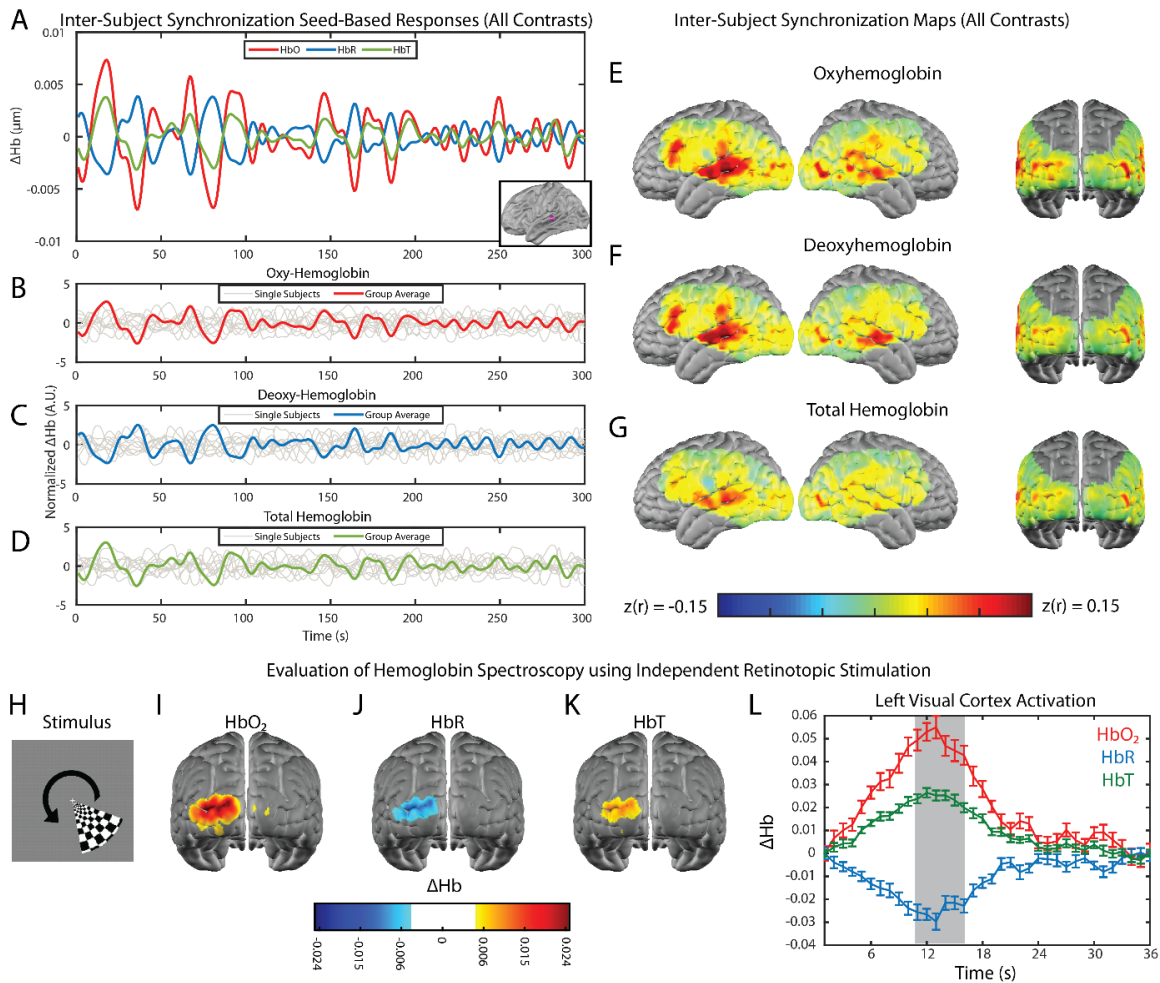 A
Inter-Subject Synchronization Seed-Based Responses (All Contrasts)
HbO HbR HbT
0.01
0.005
0
-0.005
-0.01
ΔHb (μm)
0 50 100 150 200 250 300
B
Oxy-Hemoglobin
Single Subjects Group Average
5
0
-5
0 50 100 150 200 250 300
C
Deoxy-Hemoglobin
Single Subjects Group Average
5
0
-5
0 50 100 150 200 250 300
Normalized ΔHb (A.U.)
D
Total Hemoglobin
Single Subjects Group Average
5
0
-5
0 50 100 150 200 250 300
Time (s)
Inter-Subject Synchronization Maps (All Contrasts)
E
Oxyhemoglobin
F
Deoxyhemoglobin
G
Total Hemoglobin
z(r) = -0.15 z(r) = 0.15
Evaluation of Hemoglobin Spectroscopy using Independent Retinotopic Stimulation
H
Stimulus
I
HbO₂
J
HbR
K
HbT
ΔHb
-0.024 -0.015 -0.006 0 0.006 0.015 0.024
L
Left Visual Cortex Activation
HbO₂
HbR
HbT
0.06
0.05
0.04
0.03
0.02
0.01
0
-0.01
-0.02
-0.03
-0.04
ΔHb
6 12 18 24 30 36
Time (s)